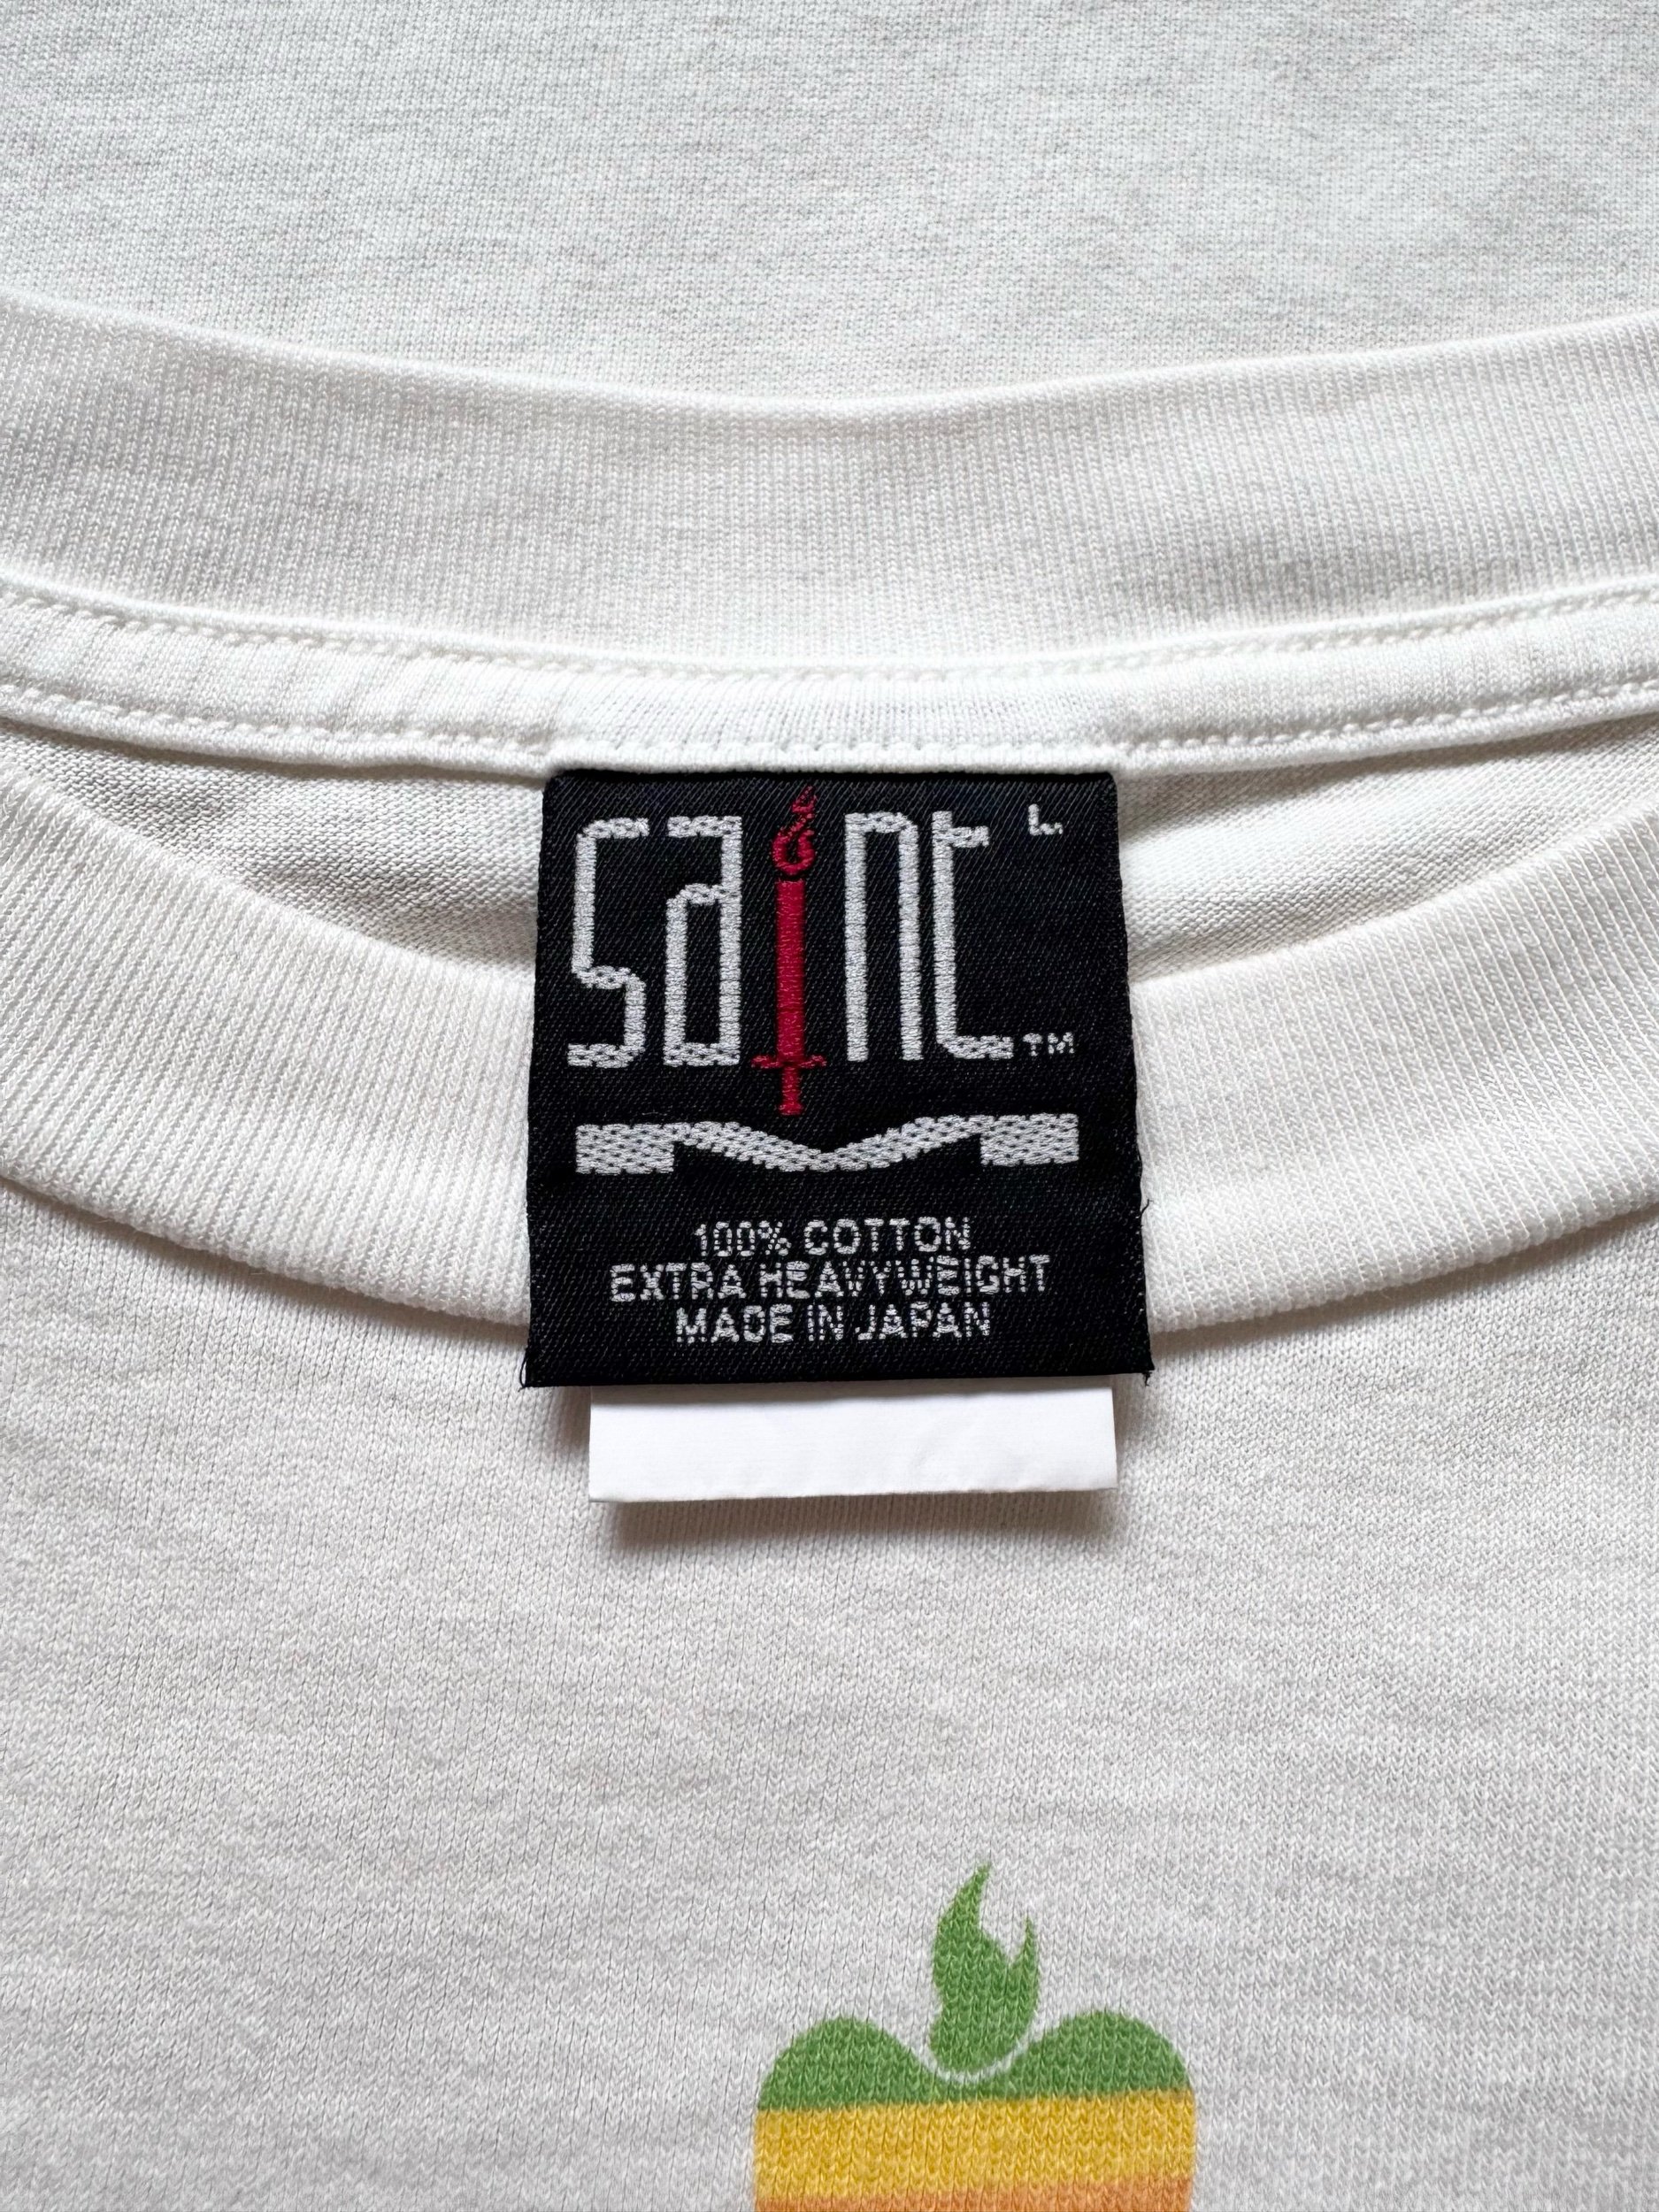 saint L
TM
100% COTTON
EXTRA HEAVYWEIGHT
MADE IN JAPAN